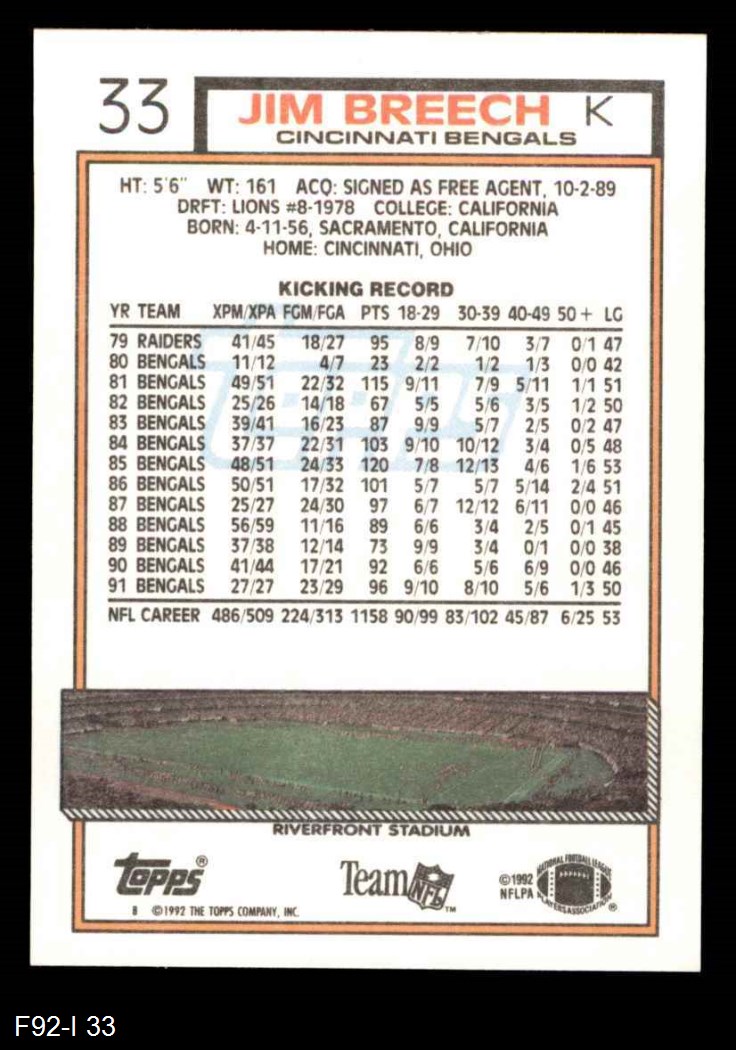 33
JIM BREECH K
CINCINNATI BENGALS
HT: 5'6" WT: 161 ACQ: SIGNED AS FREE AGENT, 10-2-89
DRFT: LIONS #8-1978 COLLEGE: CALIFORNIA
BORN: 4-11-56, SACRAMENTO, CALIFORNIA
HOME: CINCINNATI, OHIO
KICKING RECORD
YR TEAM XPM/XPA FGM/FGA PTS 18-29 30-39 40-49 50+ LG
79 RAIDERS 41/45 18/27 95 8/9 7/10 3/7 0/1 47
80 BENGALS 11/12 4/7 23 2/2 1/2 1/3 0/0 42
81 BENGALS 49/51 22/32 115 9/11 7/9 5/11 1/1 51
82 BENGALS 25/26 14/18 67 5/5 5/6 3/5 1/2 50
83 BENGALS 39/41 16/23 87 9/9 5/7 2/5 0/2 47
84 BENGALS 37/37 22/31 103 9/10 10/12 3/4 0/5 48
85 BENGALS 48/51 24/33 120 7/8 12/13 4/6 1/6 53
86 BENGALS 50/51 17/32 101 5/7 5/7 5/14 2/4 51
87 BENGALS 25/27 24/30 97 6/7 12/12 6/11 0/0 46
88 BENGALS 56/59 11/16 89 6/6 3/4 2/5 0/1 45
89 BENGALS 37/38 12/14 73 9/9 3/4 0/1 0/0 38
90 BENGALS 41/44 17/21 92 6/6 5/6 6/9 0/0 46
91 BENGALS 27/27 23/29 96 9/10 8/10 5/6 1/3 50
NFL CAREER 486/509 224/313 1158 90/99 83/102 45/87 6/25 53
RIVERFRONT STADIUM
TOPPS®
Team NFL™
©1992
NFLPA
NATIONAL FOOTBALL LEAGUE
PLAYERS ASSOCIATION ®
B ©1992 THE TOPPS COMPANY, INC.
F92-I 33